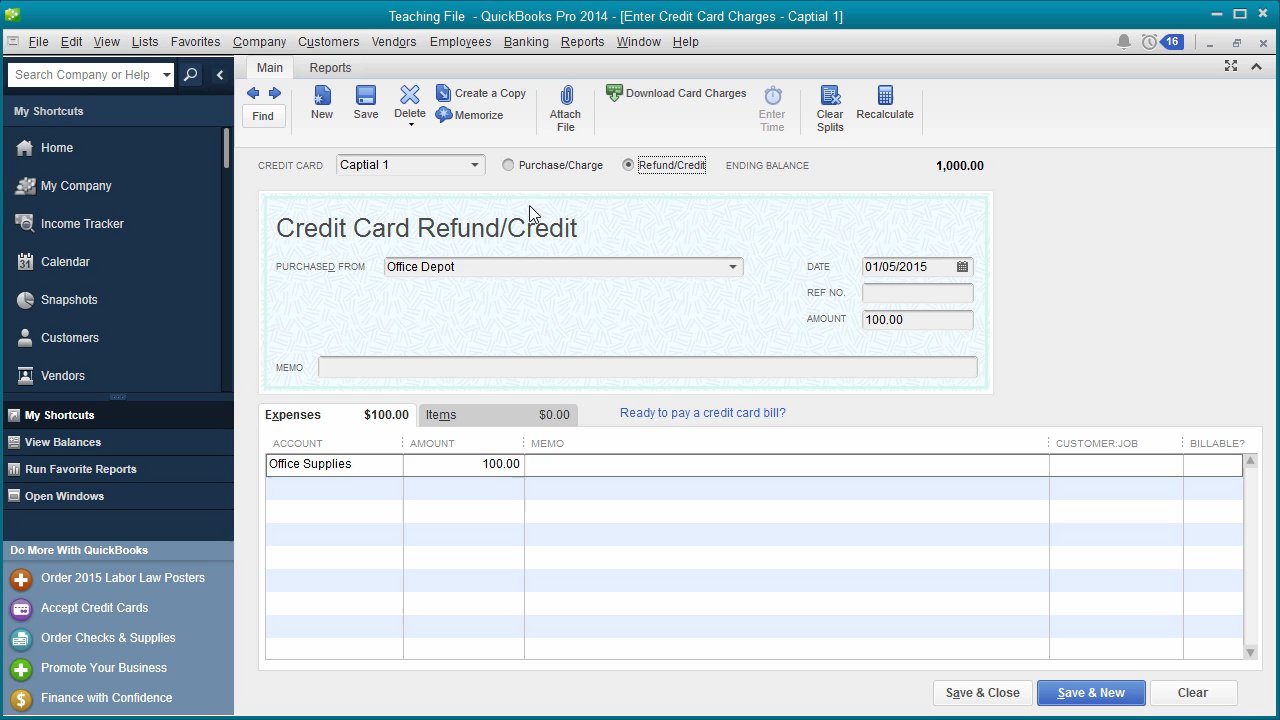 Teaching File - QuickBooks Pro 2014 - [Enter Credit Card Charges - Captial 1]
File Edit View Lists Favorites Company Customers Vendors Employees Banking Reports Window Help
16
Search Company or Help
My Shortcuts
Home
My Company
Income Tracker
31
Calendar
Snapshots
Customers
Vendors
My Shortcuts
View Balances
Run Favorite Reports
Open Windows
Do More With QuickBooks
Order 2015 Labor Law Posters
Accept Credit Cards
Order Checks & Supplies
Promote Your Business
Finance with Confidence
Main Reports
Find
New
Save
Delete
Create a Copy
Memorize
Attach
File
Download Card Charges
Enter
Time
Clear
Splits
Recalculate
CREDIT CARD Captial 1 Purchase/Charge Refund/Credit ENDING BALANCE 1,000.00
Credit Card Refund/Credit
PURCHASED FROM Office Depot
DATE 01/05/2015
REF NO.
AMOUNT 100.00
MEMO
Expenses $100.00 Items $0.00 Ready to pay a credit card bill?
ACCOUNT AMOUNT MEMO CUSTOMER:JOB BILLABLE?
Office Supplies 100.00
Save & Close Save & New Clear